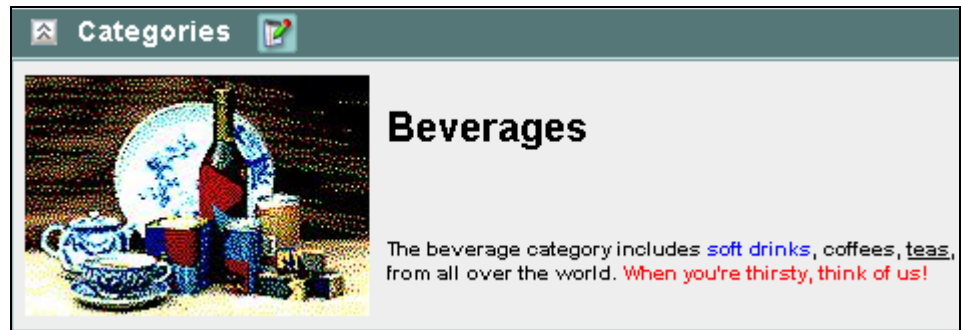 Categories
Beverages
The beverage category includes soft drinks, coffees, teas,
from all over the world. When you're thirsty, think of us!